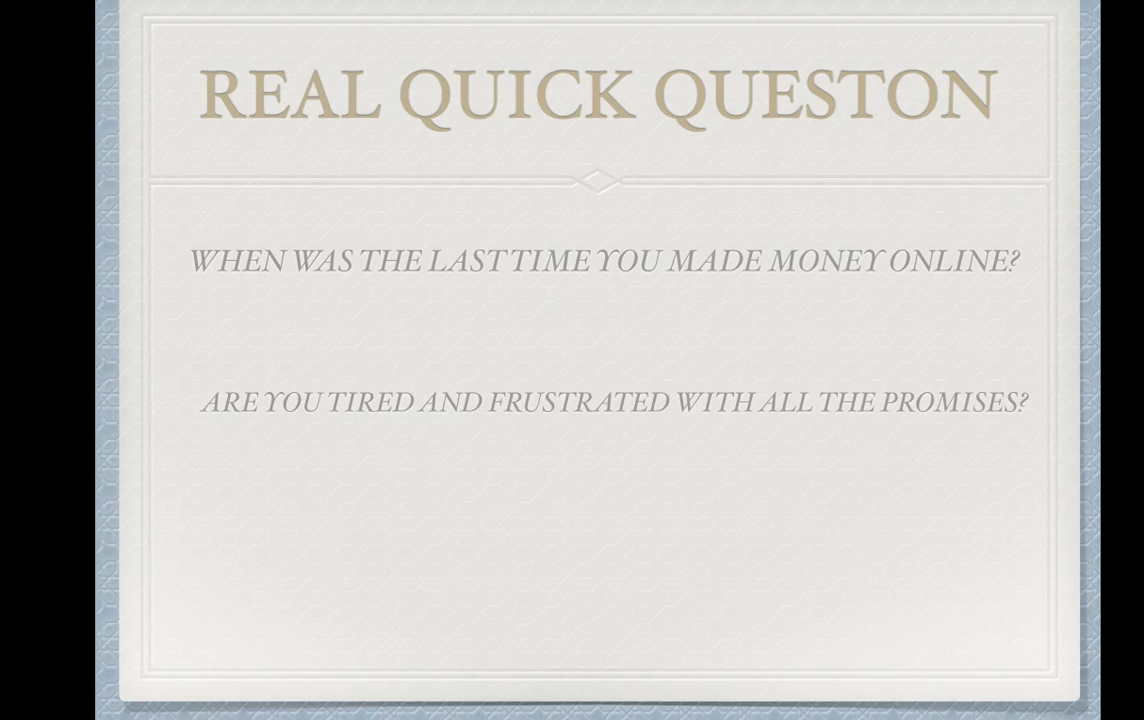 REAL QUICK QUESTON
WHEN WAS THE LAST TIME YOU MADE MONEY ONLINE?
ARE YOU TIRED AND FRUSTRATED WITH ALL THE PROMISES?